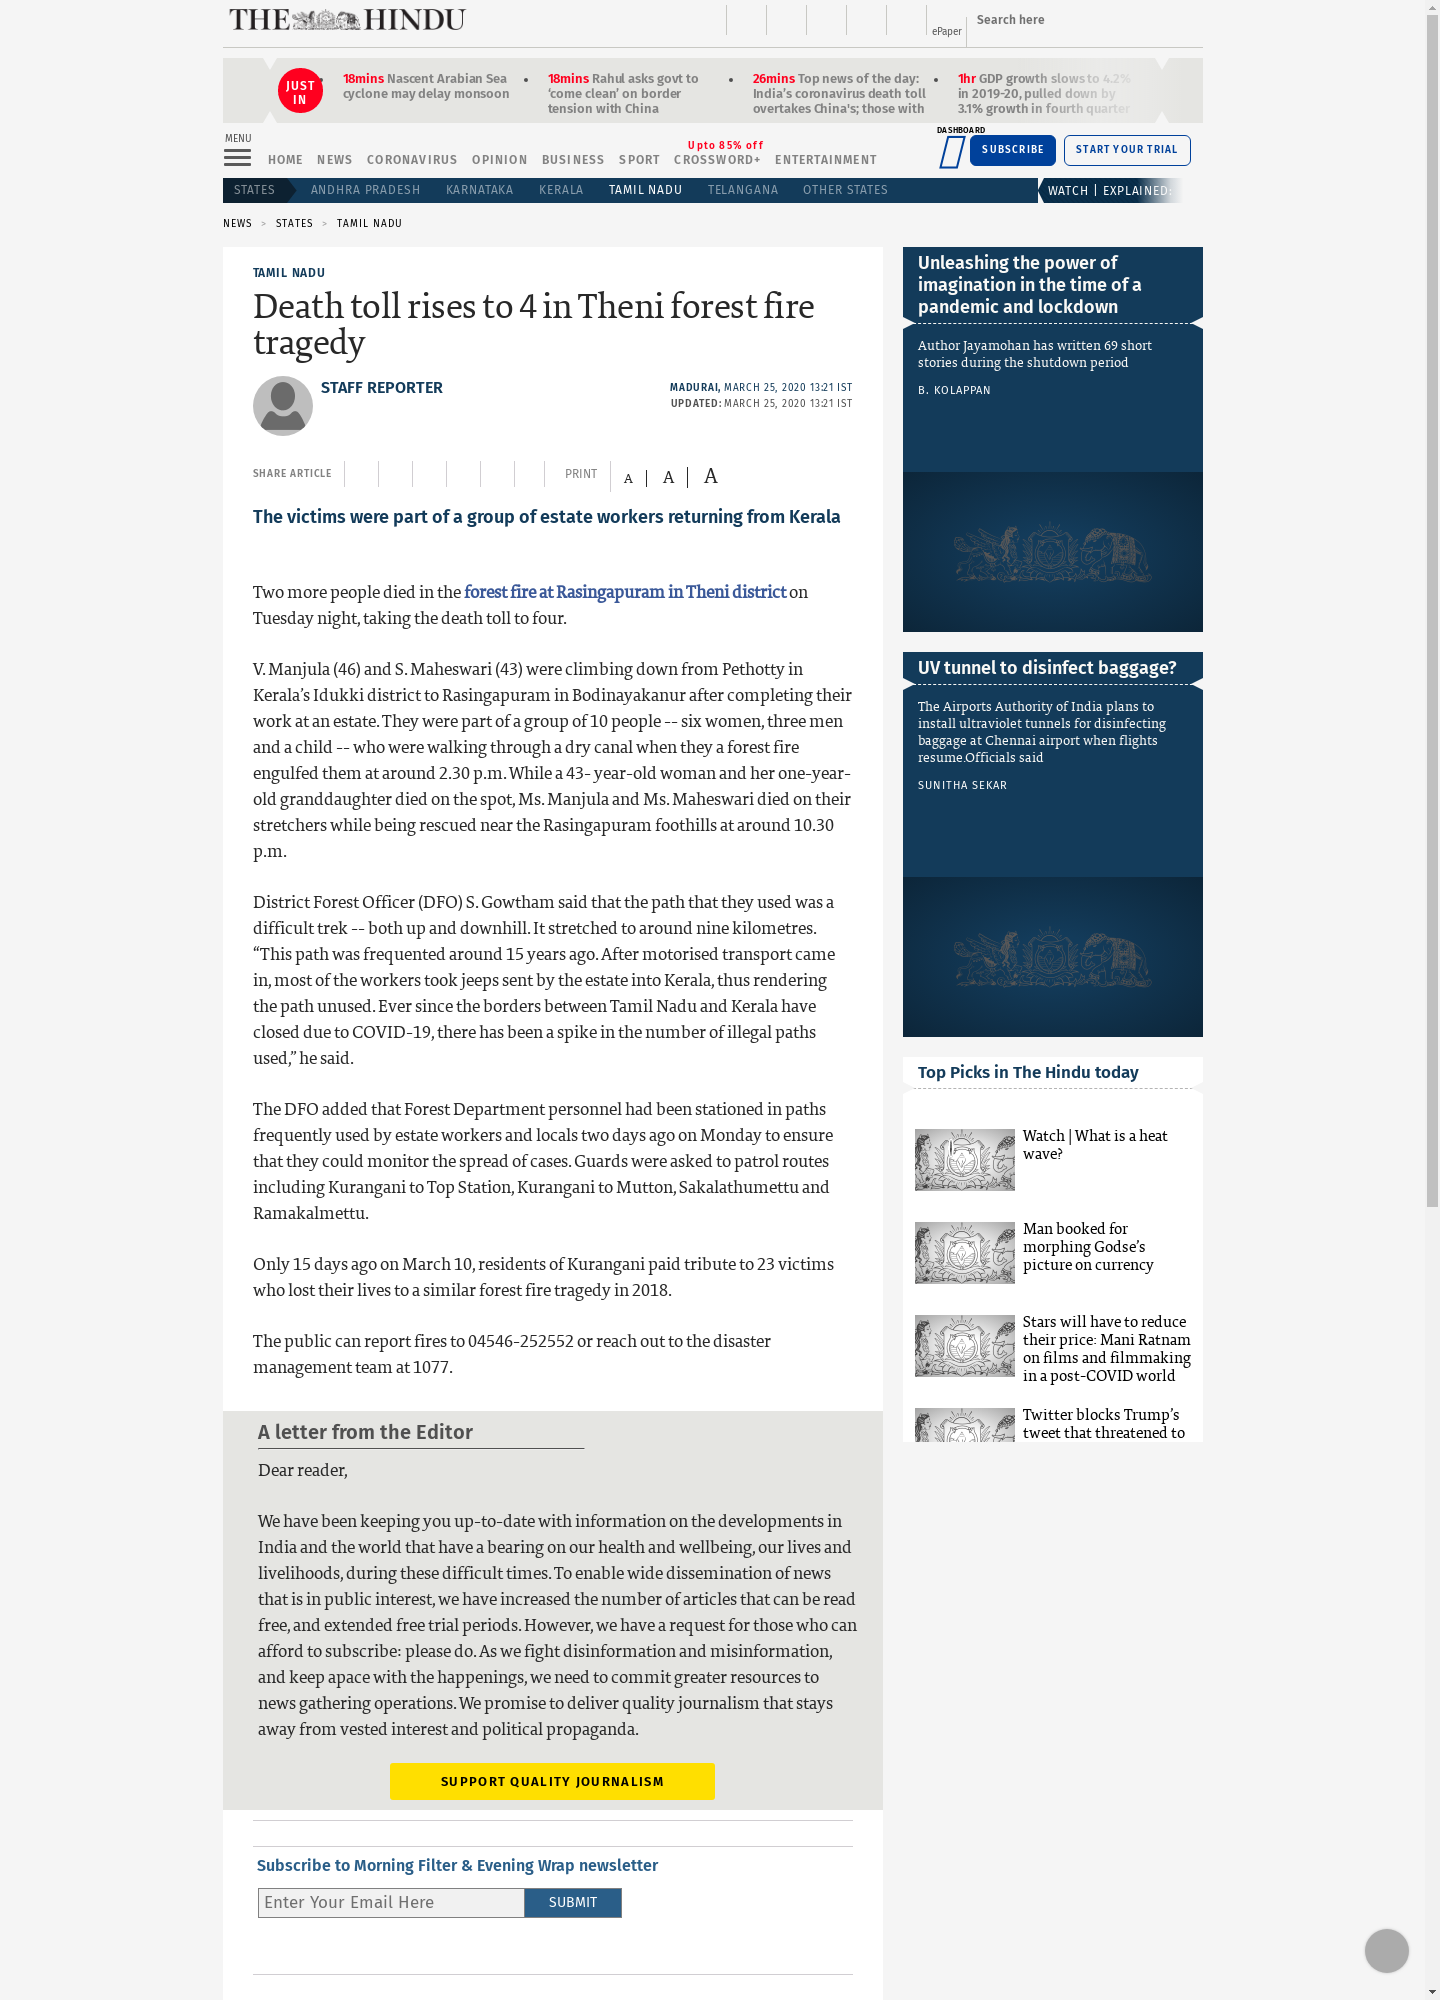 THE HINDU
ePaper
Search here
JUST
IN
18mins Nascent Arabian Sea
cyclone may delay monsoon
18mins Rahul asks govt to
‘come clean’ on border
tension with China
26mins Top news of the day:
India’s coronavirus death toll
overtakes China's; those with
1hr GDP growth slows to 4.2%
in 2019-20, pulled down by
3.1% growth in fourth quarter
MENU
HOME NEWS CORONAVIRUS OPINION BUSINESS SPORT CROSSWORD+ ENTERTAINMENT
Upto 85% off
DASHBOARD
SUBSCRIBE
START YOUR TRIAL
STATES ANDHRA PRADESH KARNATAKA KERALA TAMIL NADU TELANGANA OTHER STATES
WATCH | EXPLAINED:
NEWS > STATES > TAMIL NADU
TAMIL NADU
Death toll rises to 4 in Theni forest fire
tragedy
STAFF REPORTER
MADURAI, MARCH 25, 2020 13:21 IST
UPDATED: MARCH 25, 2020 13:21 IST
SHARE ARTICLE
PRINT
A | A | A
The victims were part of a group of estate workers returning from Kerala
Two more people died in the forest fire at Rasingapuram in Theni district on
Tuesday night, taking the death toll to four.
V. Manjula (46) and S. Maheswari (43) were climbing down from Pethotty in
Kerala’s Idukki district to Rasingapuram in Bodinayakanur after completing their
work at an estate. They were part of a group of 10 people -- six women, three men
and a child -- who were walking through a dry canal when they a forest fire
engulfed them at around 2.30 p.m. While a 43- year-old woman and her one-year-
old granddaughter died on the spot, Ms. Manjula and Ms. Maheswari died on their
stretchers while being rescued near the Rasingapuram foothills at around 10.30
p.m.
District Forest Officer (DFO) S. Gowtham said that the path that they used was a
difficult trek -- both up and downhill. It stretched to around nine kilometres.
“This path was frequented around 15 years ago. After motorised transport came
in, most of the workers took jeeps sent by the estate into Kerala, thus rendering
the path unused. Ever since the borders between Tamil Nadu and Kerala have
closed due to COVID-19, there has been a spike in the number of illegal paths
used,” he said.
The DFO added that Forest Department personnel had been stationed in paths
frequently used by estate workers and locals two days ago on Monday to ensure
that they could monitor the spread of cases. Guards were asked to patrol routes
including Kurangani to Top Station, Kurangani to Mutton, Sakalathumettu and
Ramakalmettu.
Only 15 days ago on March 10, residents of Kurangani paid tribute to 23 victims
who lost their lives to a similar forest fire tragedy in 2018.
The public can report fires to 04546-252552 or reach out to the disaster
management team at 1077.
A letter from the Editor
Dear reader,
We have been keeping you up-to-date with information on the developments in
India and the world that have a bearing on our health and wellbeing, our lives and
livelihoods, during these difficult times. To enable wide dissemination of news
that is in public interest, we have increased the number of articles that can be read
free, and extended free trial periods. However, we have a request for those who can
afford to subscribe: please do. As we fight disinformation and misinformation,
and keep apace with the happenings, we need to commit greater resources to
news gathering operations. We promise to deliver quality journalism that stays
away from vested interest and political propaganda.
SUPPORT QUALITY JOURNALISM
Subscribe to Morning Filter & Evening Wrap newsletter
Enter Your Email Here
SUBMIT
Unleashing the power of
imagination in the time of a
pandemic and lockdown
Author Jayamohan has written 69 short
stories during the shutdown period
B. KOLAPPAN
UV tunnel to disinfect baggage?
The Airports Authority of India plans to
install ultraviolet tunnels for disinfecting
baggage at Chennai airport when flights
resume.Officials said
SUNITHA SEKAR
Top Picks in The Hindu today
Watch | What is a heat
wave?
Man booked for
morphing Godse’s
picture on currency
Stars will have to reduce
their price: Mani Ratnam
on films and filmmaking
in a post-COVID world
Twitter blocks Trump’s
tweet that threatened to